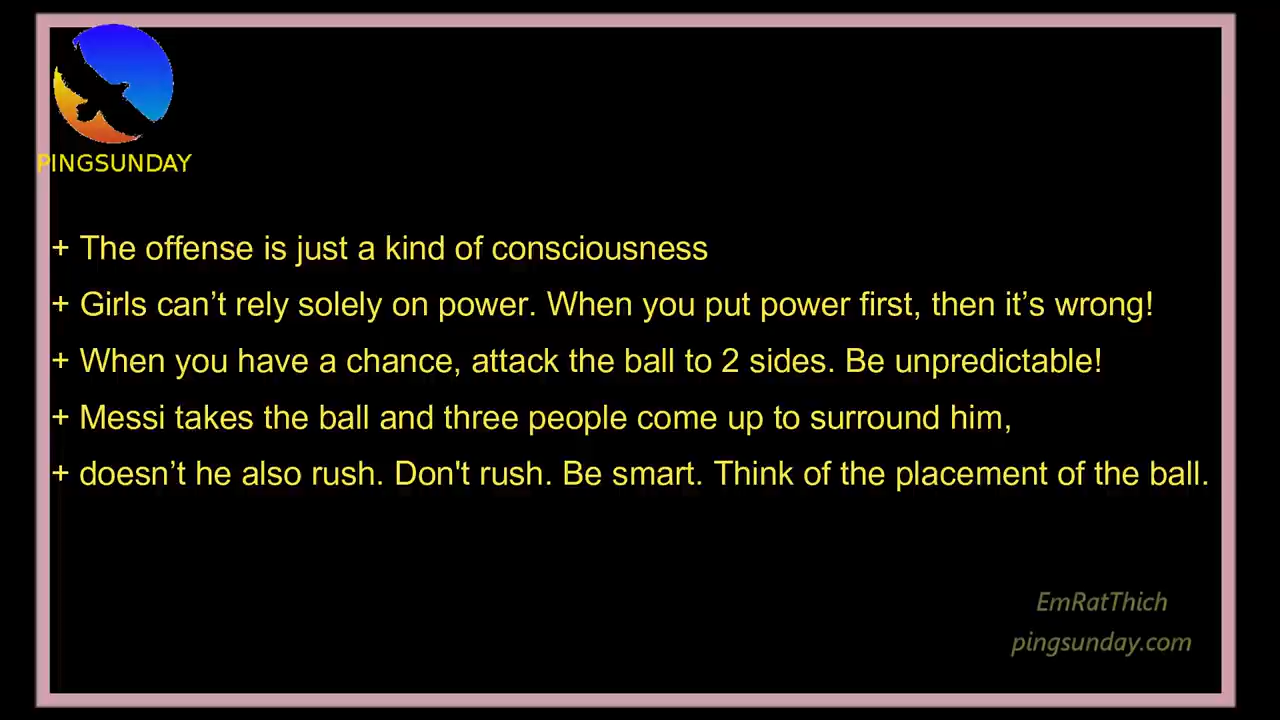 PINGSUNDAY
+ The offense is just a kind of consciousness
+ Girls can’t rely solely on power. When you put power first, then it’s wrong!
+ When you have a chance, attack the ball to 2 sides. Be unpredictable!
+ Messi takes the ball and three people come up to surround him,
+ doesn’t he also rush. Don't rush. Be smart. Think of the placement of the ball.
EmRatThich
pingsunday.com